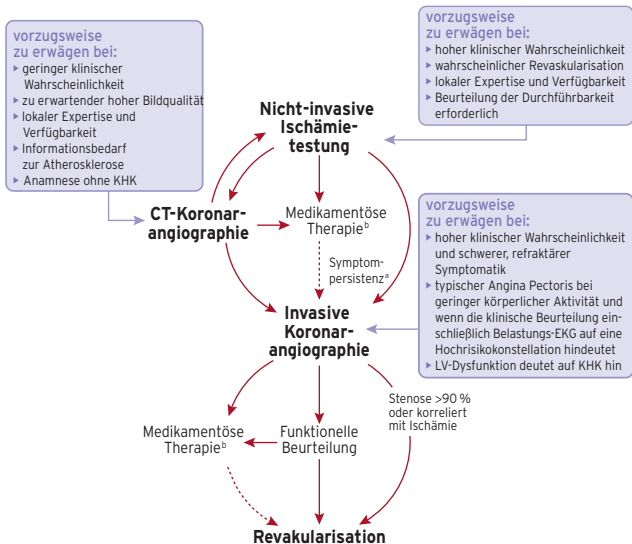 vorzugsweise
zu erwägen bei:
▸ geringer klinischer
Wahrscheinlichkeit
▸ zu erwartender hoher Bildqualität
▸ lokaler Expertise und
Verfügbarkeit
▸ Informationsbedarf
zur Atherosklerose
▸ Anamnese ohne KHK
vorzugsweise
zu erwägen bei:
▸ hoher klinischer Wahrscheinlichkeit
▸ wahrscheinlicher Revaskularisation
▸ lokaler Expertise und Verfügbarkeit
▸ Beurteilung der Durchführbarkeit
erforderlich
Nicht-invasive
Ischämie-
testung
CT-Koronar-
angiographie
Medikamentöse
Therapieᵇ
Symptom-
persistenzᵃ
vorzugsweise
zu erwägen bei:
▸ hoher klinischer Wahrscheinlichkeit
und schwerer, refraktärer
Symptomatik
▸ typischer Angina Pectoris bei
geringer körperlicher Aktivität und
wenn die klinische Beurteilung ein-
schließlich Belastungs-EKG auf eine
Hochrisikokonstellation hindeutet
▸ LV-Dysfunktion deutet auf KHK hin
Invasive
Koronar-
angiographie
Stenose >90 %
oder korreliert
mit Ischämie
Medikamentöse
Therapieᵇ
Funktionelle
Beurteilung
Revakularisation